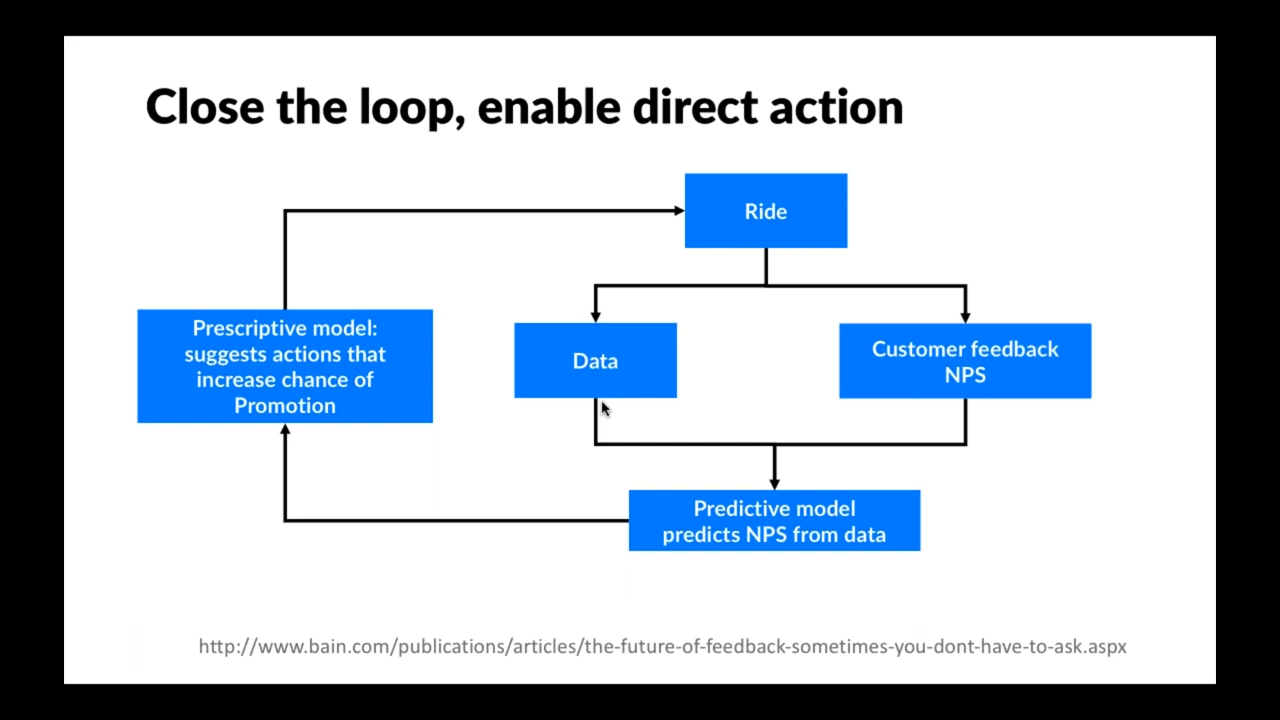 Close the loop, enable direct action
Ride
Prescriptive model:
suggests actions that
increase chance of
Promotion
Data
Customer feedback
NPS
Predictive model
predicts NPS from data
http://www.bain.com/publications/articles/the-future-of-feedback-sometimes-you-dont-have-to-ask.aspx